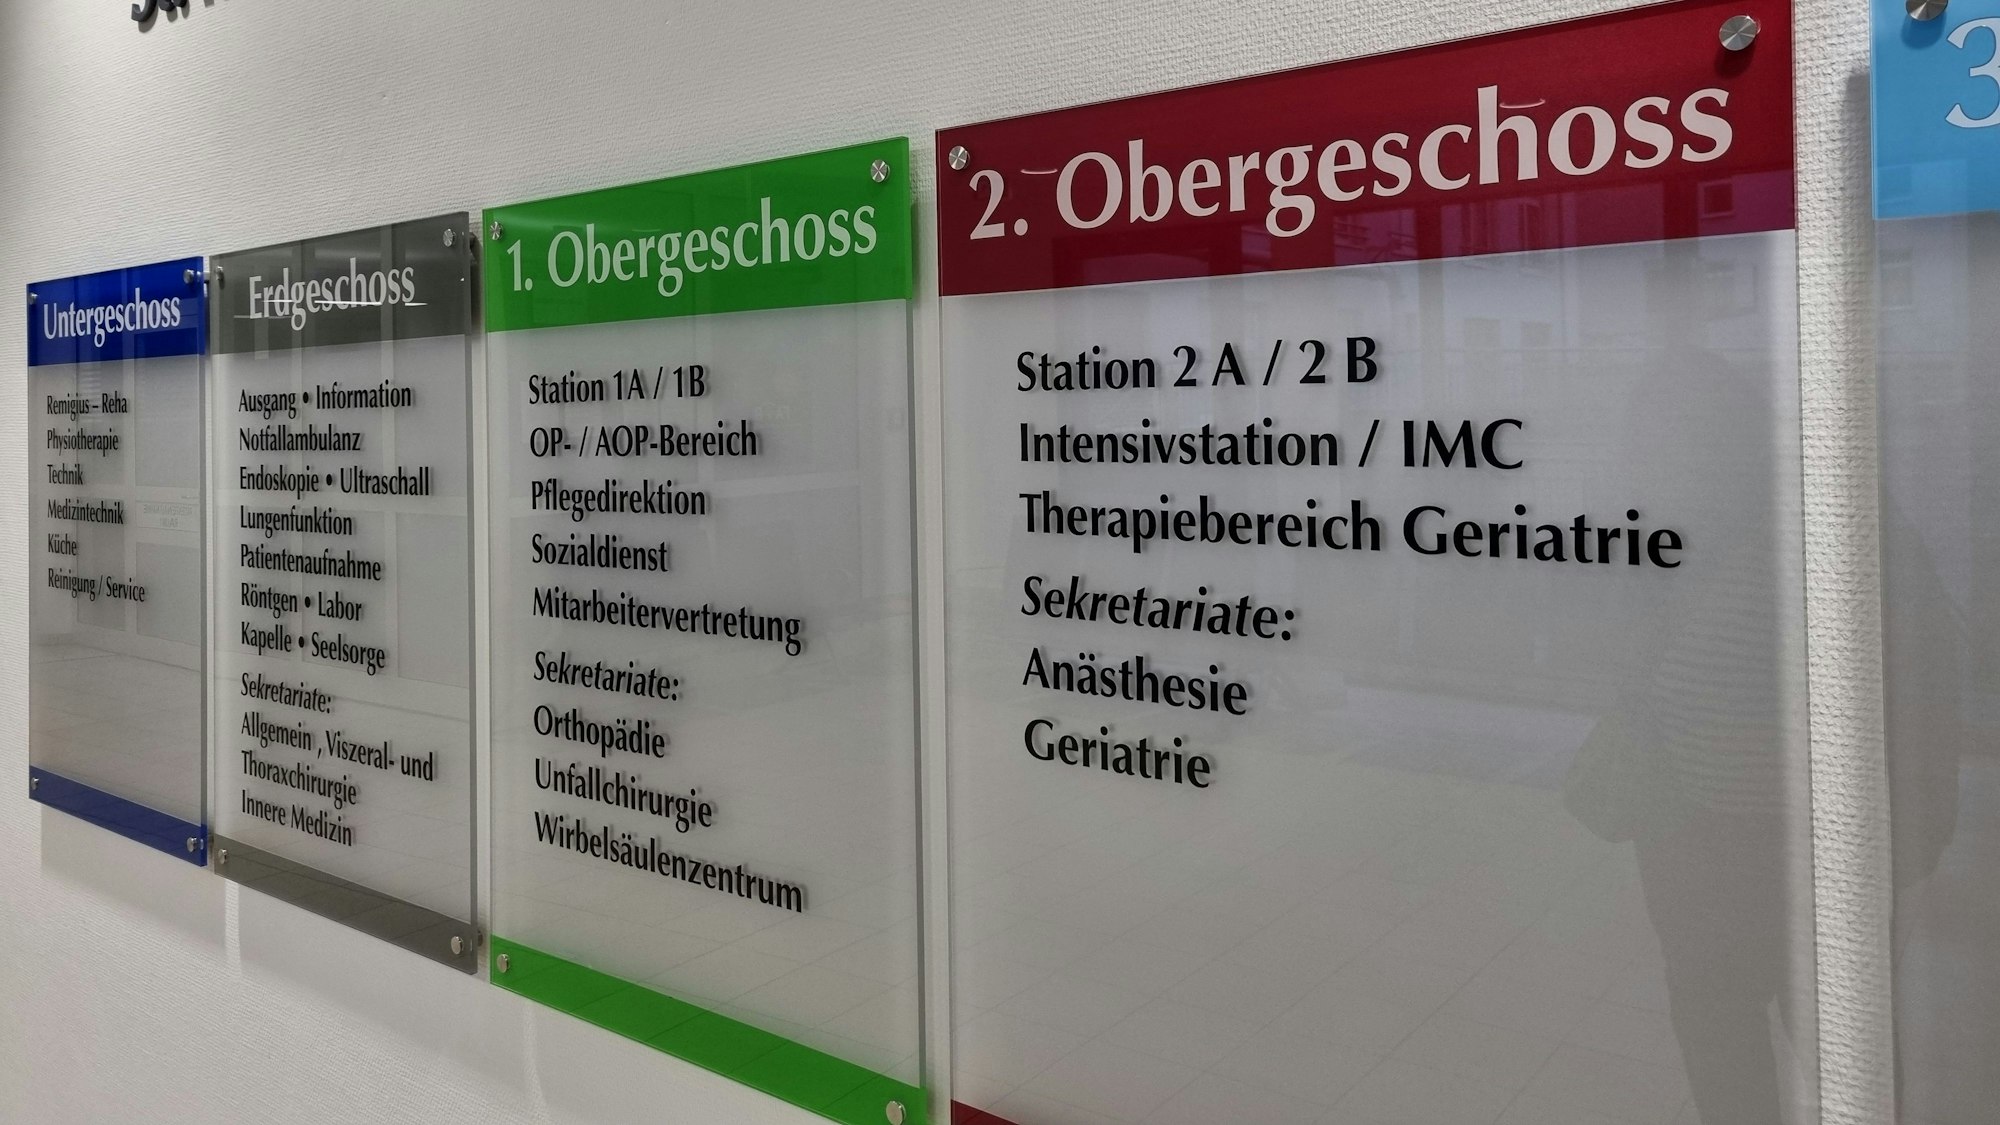 Untergeschoss
Remigius – Reha
Physiotherapie
Technik
Medizintechnik
Küche
Reinigung / Service
Erdgeschoss
Ausgang • Information
Notfallambulanz
Endoskopie • Ultraschall
Lungenfunktion
Patientenaufnahme
Röntgen • Labor
Kapelle • Seelsorge
Sekretariate:
Allgemein , Viszeral- und
Thoraxchirurgie
Innere Medizin
1. Obergeschoss
Station 1A / 1B
OP- / AOP-Bereich
Pflegedirektion
Sozialdienst
Mitarbeitervertretung
Sekretariate:
Orthopädie
Unfallchirurgie
Wirbelsäulenzentrum
2. Obergeschoss
Station 2 A / 2 B
Intensivstation / IMC
Therapiebereich Geriatrie
Sekretariate:
Anästhesie
Geriatrie
3